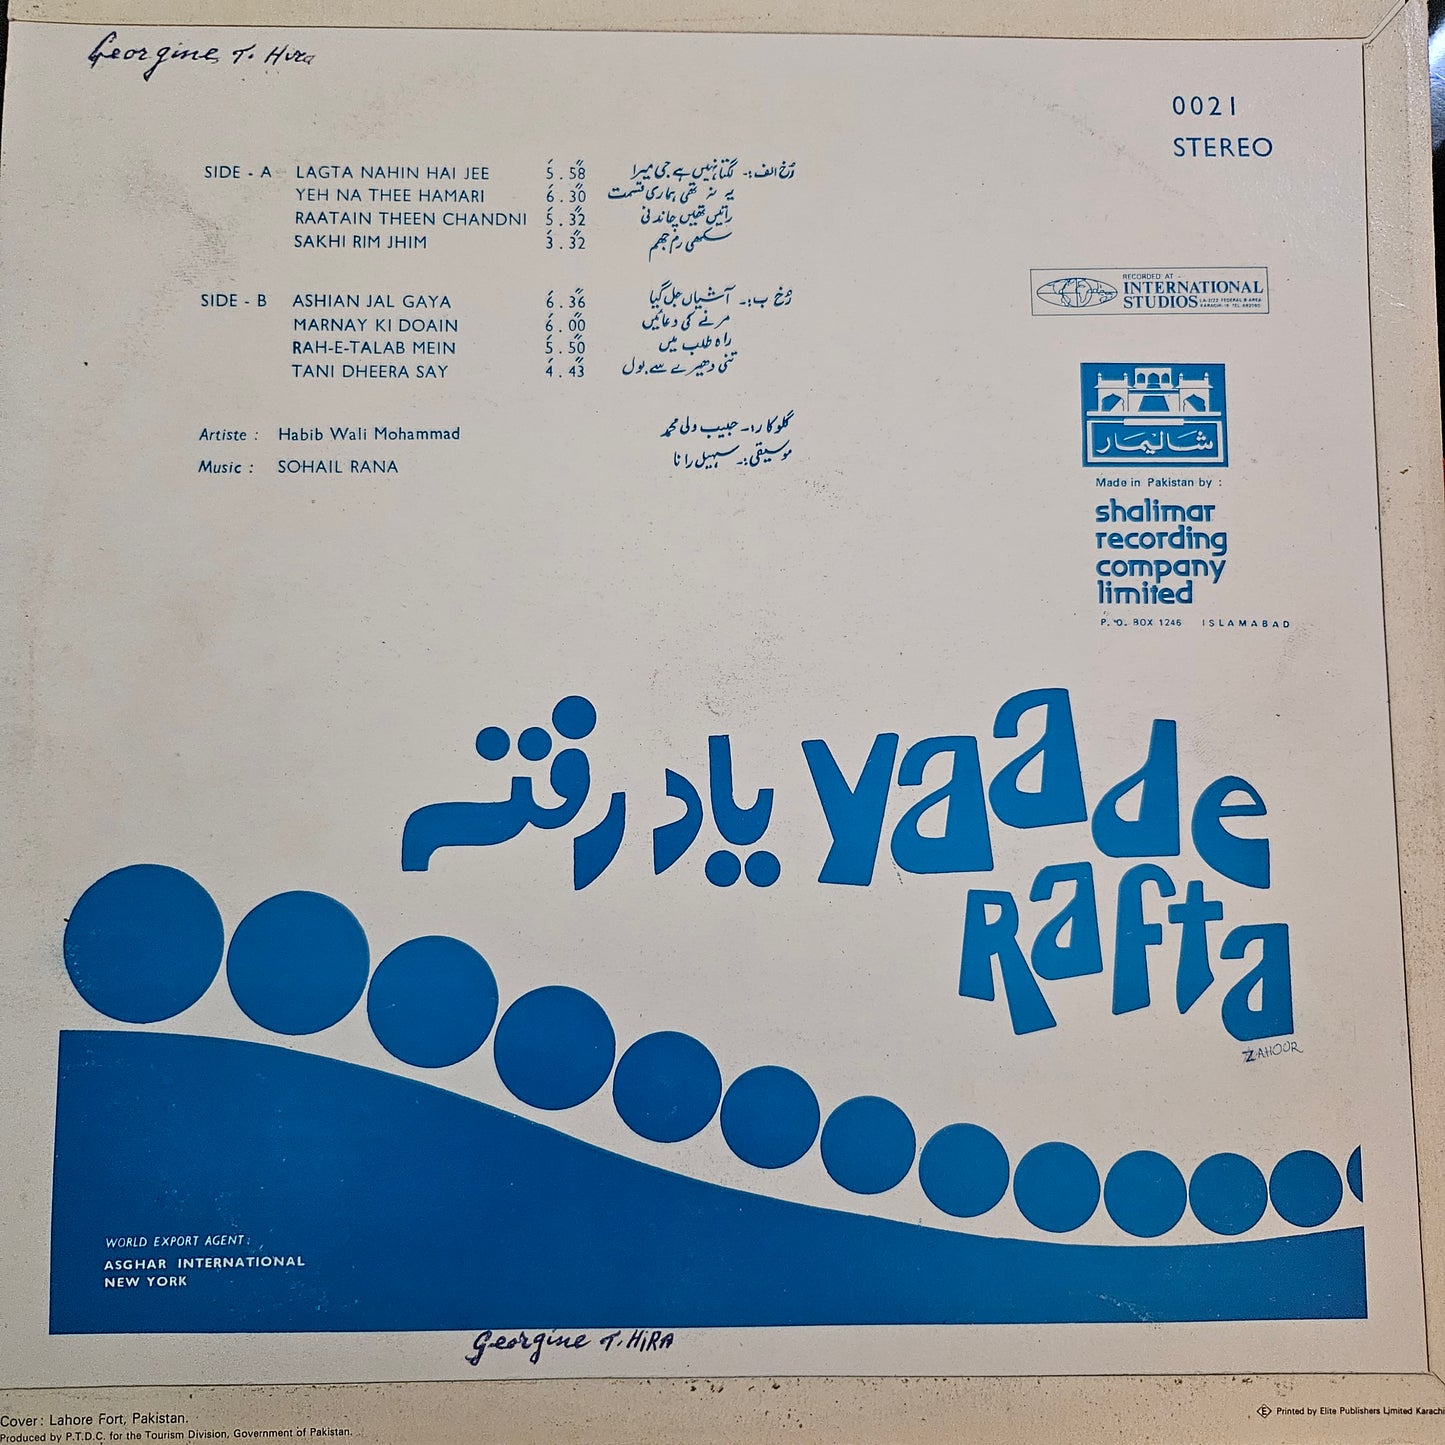 Georgine T. Hira
0021
STEREO
SIDE - A LAGTA NAHIN HAI JEE 5.58 رُخ الف :۔ لگتا نہیں ہے جی میرا
YEH NA THEE HAMARI 6.30 یہ نہ تھی ہماری قسمت
RAATAIN THEEN CHANDNI 5.32 راتیں تھیں چاندنی
SAKHI RIM JHIM 3.32 سکھی رم جھم
SIDE - B ASHIAN JAL GAYA 6.36 رُخ ب :۔ آشیاں جل گیا
MARNAY KI DOAIN 6.00 مرنے کی دعائیں
RAH-E-TALAB MEIN 5.50 راہ طلب میں
TANI DHEERA SAY 4.43 تنی دھیرے سے بول
Artiste : Habib Wali Mohammad گلوکار :۔ حبیب ولی محمد
Music : SOHAIL RANA موسیقی :۔ سہیل رانا
RECORDED AT -
INTERNATIONAL
STUDIOS
شالیمار
Made in Pakistan by :
shalimar
recording
company
limited
P. O. BOX 1246 ISLAMABAD
یاد رفتہ yaade
Rafta
ZAHOOR
WORLD EXPORT AGENT :
ASGHAR INTERNATIONAL
NEW YORK
Georgine T. HiRA
Cover : Lahore Fort, Pakistan.
Produced by P.T.D.C. for the Tourism Division, Government of Pakistan.
E Printed by Elite Publishers Limited Karachi